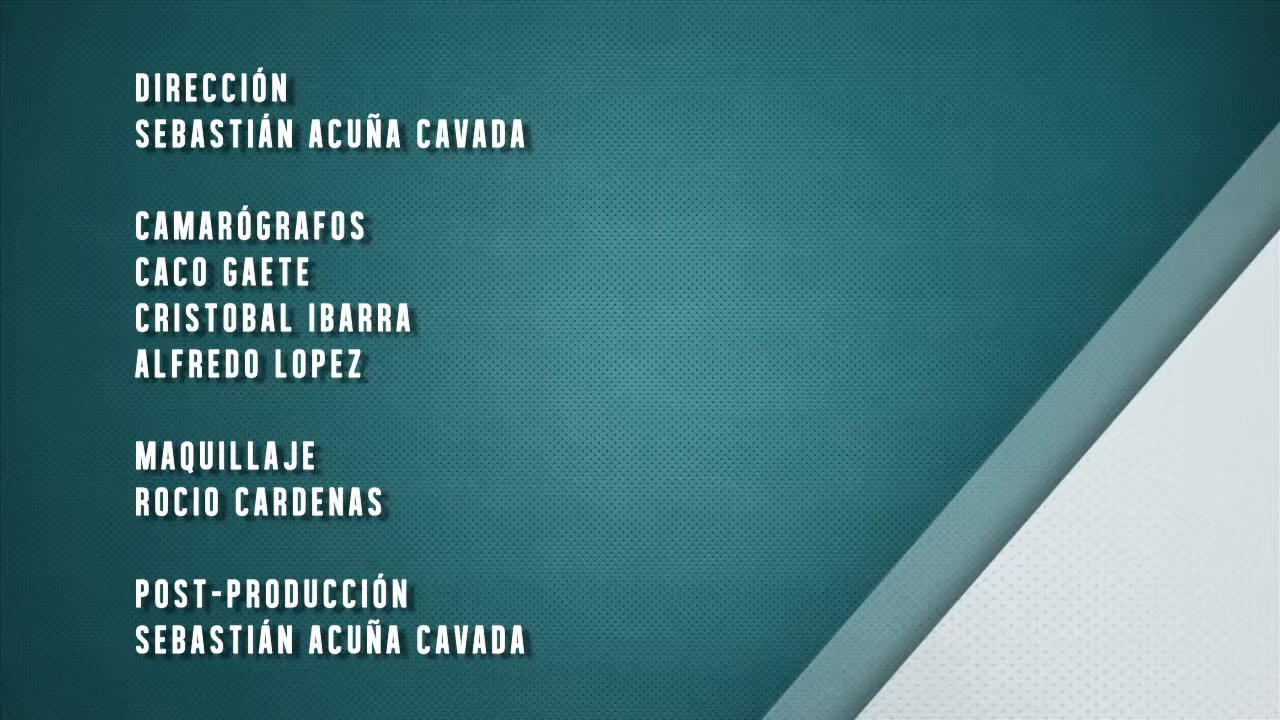 DIRECCIÓN
SEBASTIÁN ACUÑA CAVADA
CAMARÓGRAFOS
CACO GAETE
CRISTOBAL IBARRA
ALFREDO LOPEZ
MAQUILLAJE
ROCIO CARDENAS
POST-PRODUCCIÓN
SEBASTIÁN ACUÑA CAVADA